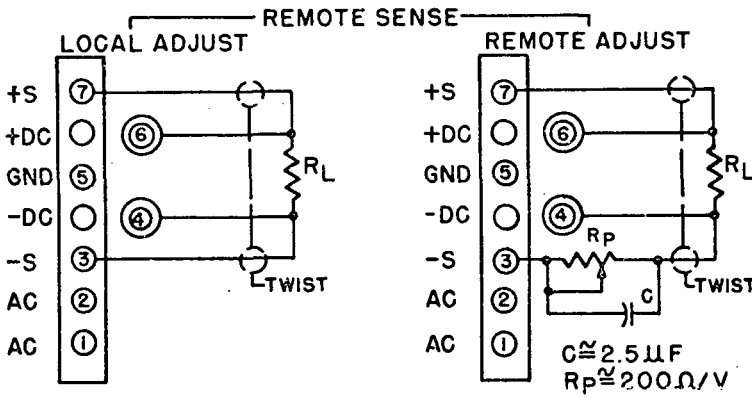 REMOTE SENSE
LOCAL ADJUST
+S 7
+DC 6
GND 5
-DC 4
-S 3
AC 2
AC 1
RL
TWIST
REMOTE ADJUST
+S 7
+DC 6
GND 5
-DC 4
-S 3
AC 2
AC 1
RL
RP
C
TWIST
C≅2.5µF
RP≅200Ω/V